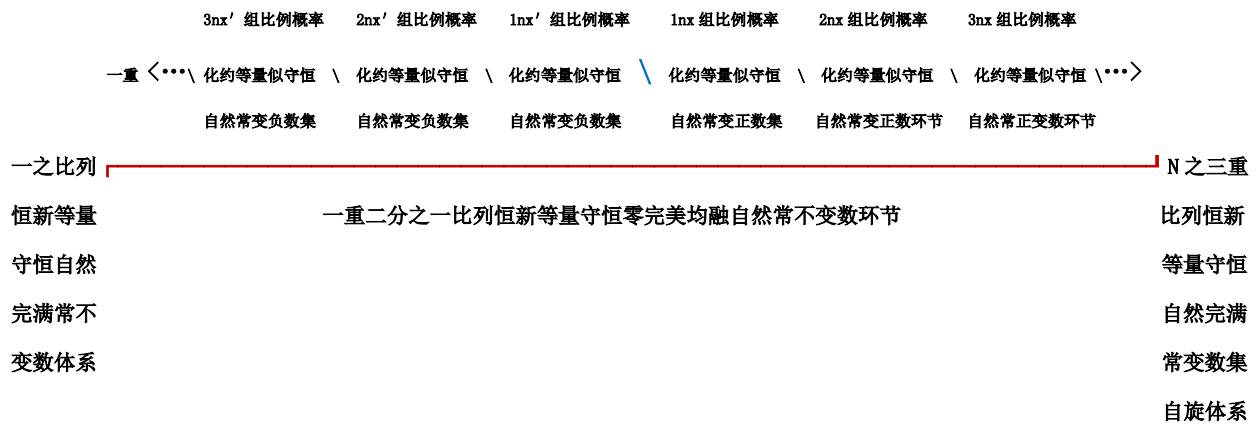 3nx′组比例概率 2nx′组比例概率 1nx′组比例概率 1nx 组比例概率 2nx 组比例概率 3nx 组比例概率
一重 <…\ 化约等量似守恒 \ 化约等量似守恒 \ 化约等量似守恒 \ 化约等量似守恒 \ 化约等量似守恒 \ 化约等量似守恒 \…>
自然常变负数集 自然常变负数集 自然常变负数集 自然常变正数集 自然常变正数环节 自然常正变数环节
一之比列 N 之三重
恒新等量 一重二分之一比列恒新等量守恒零完美均融自然常不变数环节 比列恒新
守恒自然 等量守恒
完满常不 自然完满
变数体系 常变数集
自旋体系